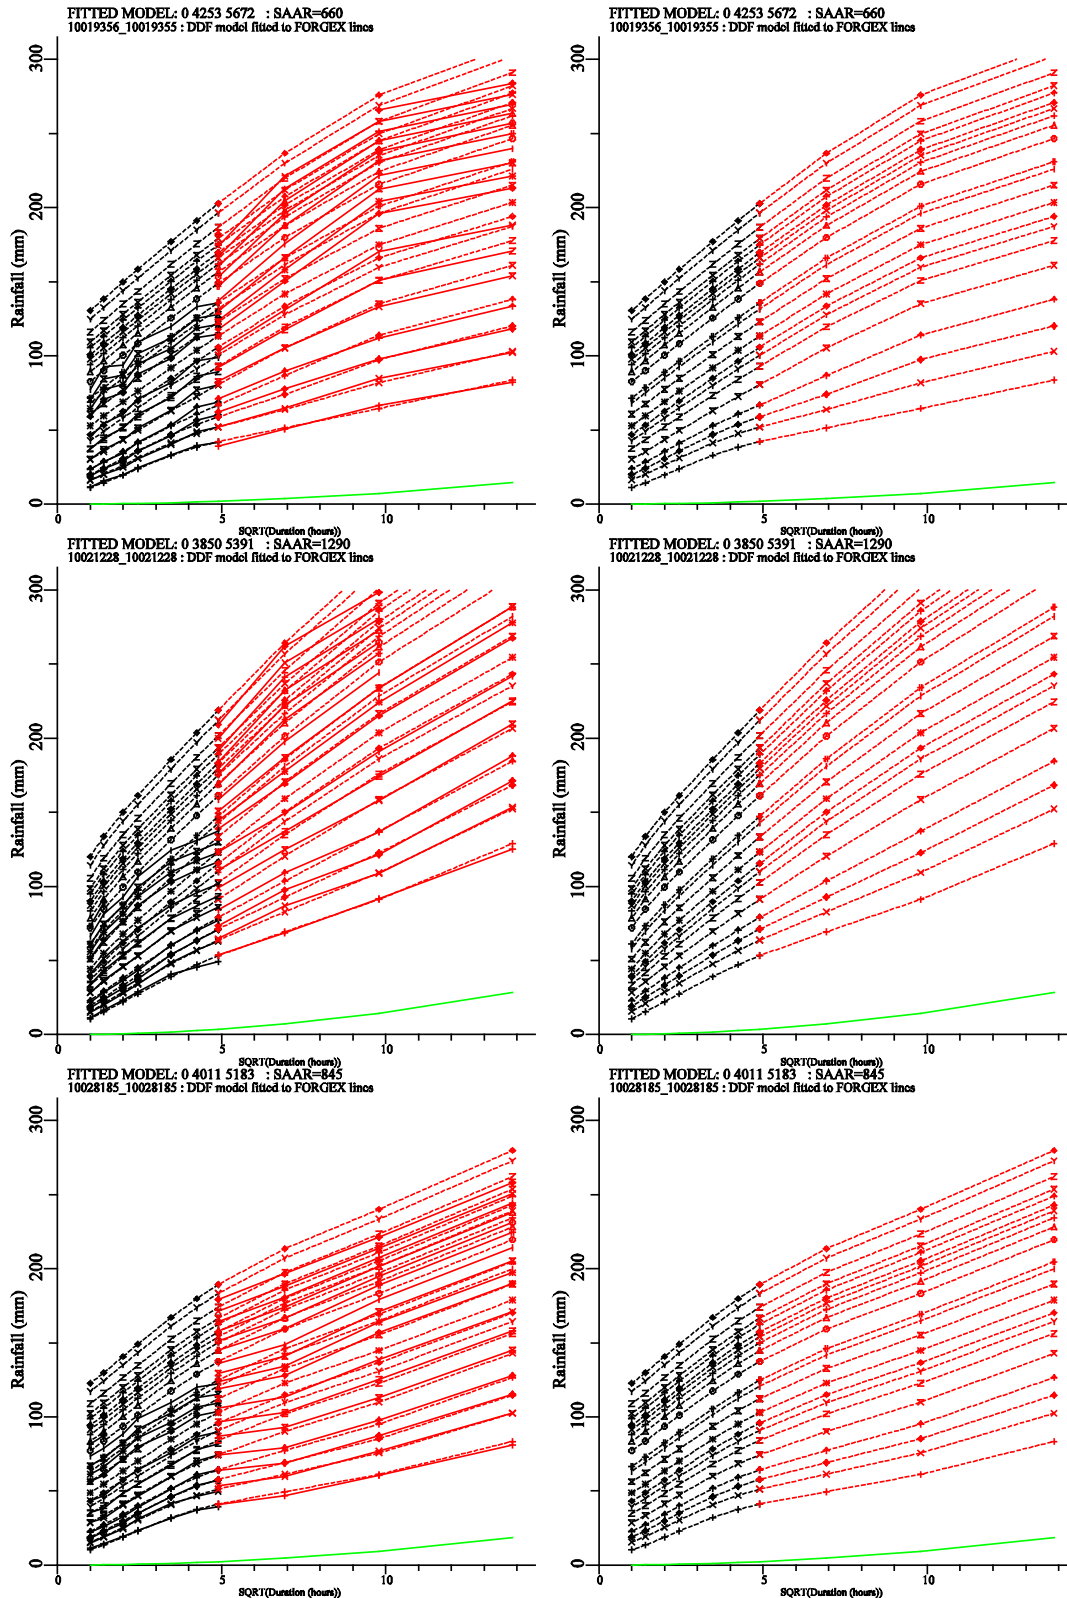 FITTED MODEL: 0 4253 5672 : SAAR=660
10019356_10019355 : DDF model fitted to FORGEX lines
300
200
100
0
Rainfall (mm)
0 5 10
SQRT(Duration (hours))
FITTED MODEL: 0 4253 5672 : SAAR=660
10019356_10019355 : DDF model fitted to FORGEX lines
300
200
100
0
Rainfall (mm)
0 5 10
SQRT(Duration (hours))
FITTED MODEL: 0 3850 5391 : SAAR=1290
10021228_10021228 : DDF model fitted to FORGEX lines
300
200
100
0
Rainfall (mm)
0 5 10
SQRT(Duration (hours))
FITTED MODEL: 0 3850 5391 : SAAR=1290
10021228_10021228 : DDF model fitted to FORGEX lines
300
200
100
0
Rainfall (mm)
0 5 10
SQRT(Duration (hours))
FITTED MODEL: 0 4011 5183 : SAAR=845
10028185_10028185 : DDF model fitted to FORGEX lines
300
200
100
0
Rainfall (mm)
0 5 10
SQRT(Duration (hours))
FITTED MODEL: 0 4011 5183 : SAAR=845
10028185_10028185 : DDF model fitted to FORGEX lines
300
200
100
0
Rainfall (mm)
0 5 10
SQRT(Duration (hours))